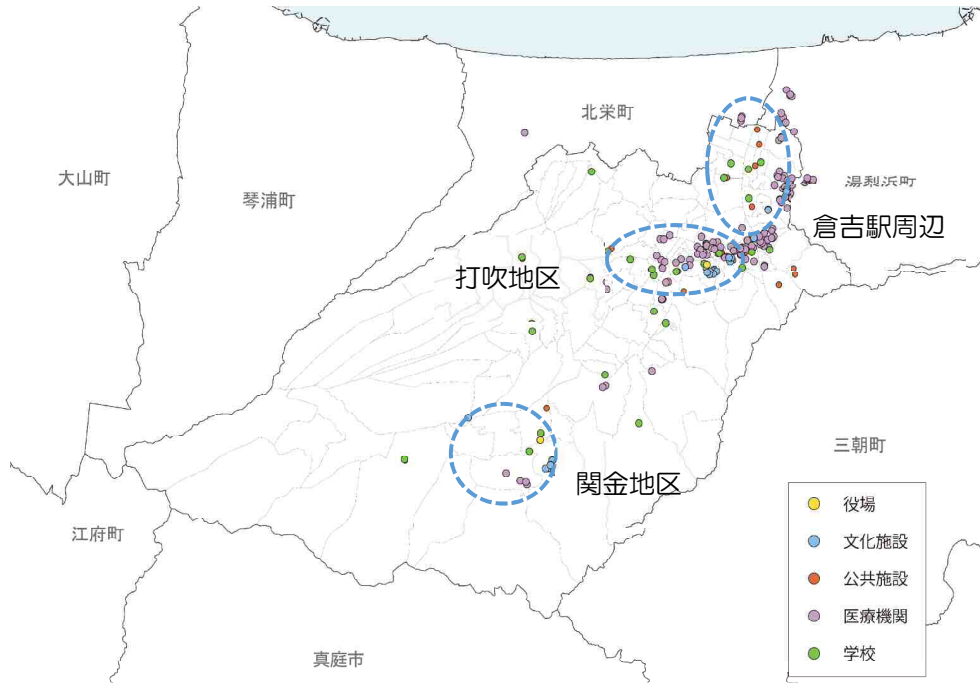 北栄町
大山町
湯梨浜町
琴浦町
倉吉駅周辺
打吹地区
三朝町
関金地区
江府町
真庭市
役場
文化施設
公共施設
医療機関
学校